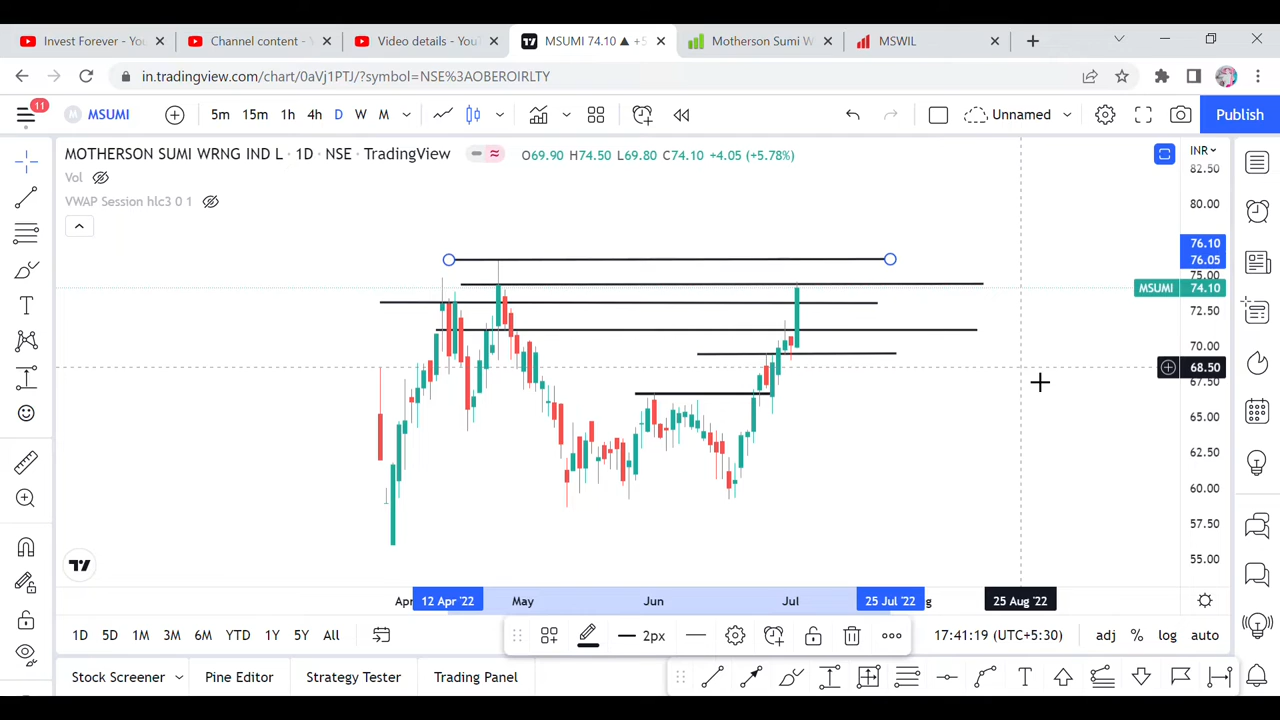 Invest Forever - You
Channel content - You
Video details - YouT
MSUMI 74.10 ▲ +5
Motherson Sumi W
MSWIL
in.tradingview.com/chart/0aVj1PTJ/?symbol=NSE%3AOBEROIRLTY
11
M
MSUMI
5m
15m
1h
4h
D
W
M
Unnamed
Publish
MOTHERSON SUMI WRNG IND L · 1D · NSE · TradingView
O69.90 H74.50 L69.80 C74.10 +4.05 (+5.78%)
INR
Vol
VWAP Session hlc3 0 1
82.50
80.00
76.10
76.05
75.00
MSUMI 74.10
72.50
70.00
68.50
67.50
65.00
62.50
60.00
57.50
55.00
Apr
12 Apr '22
May
Jun
Jul
25 Jul '22
25 Aug '22
1D
5D
1M
3M
6M
YTD
1Y
5Y
All
2px
17:41:19 (UTC+5:30)
adj
%
log
auto
Stock Screener
Pine Editor
Strategy Tester
Trading Panel